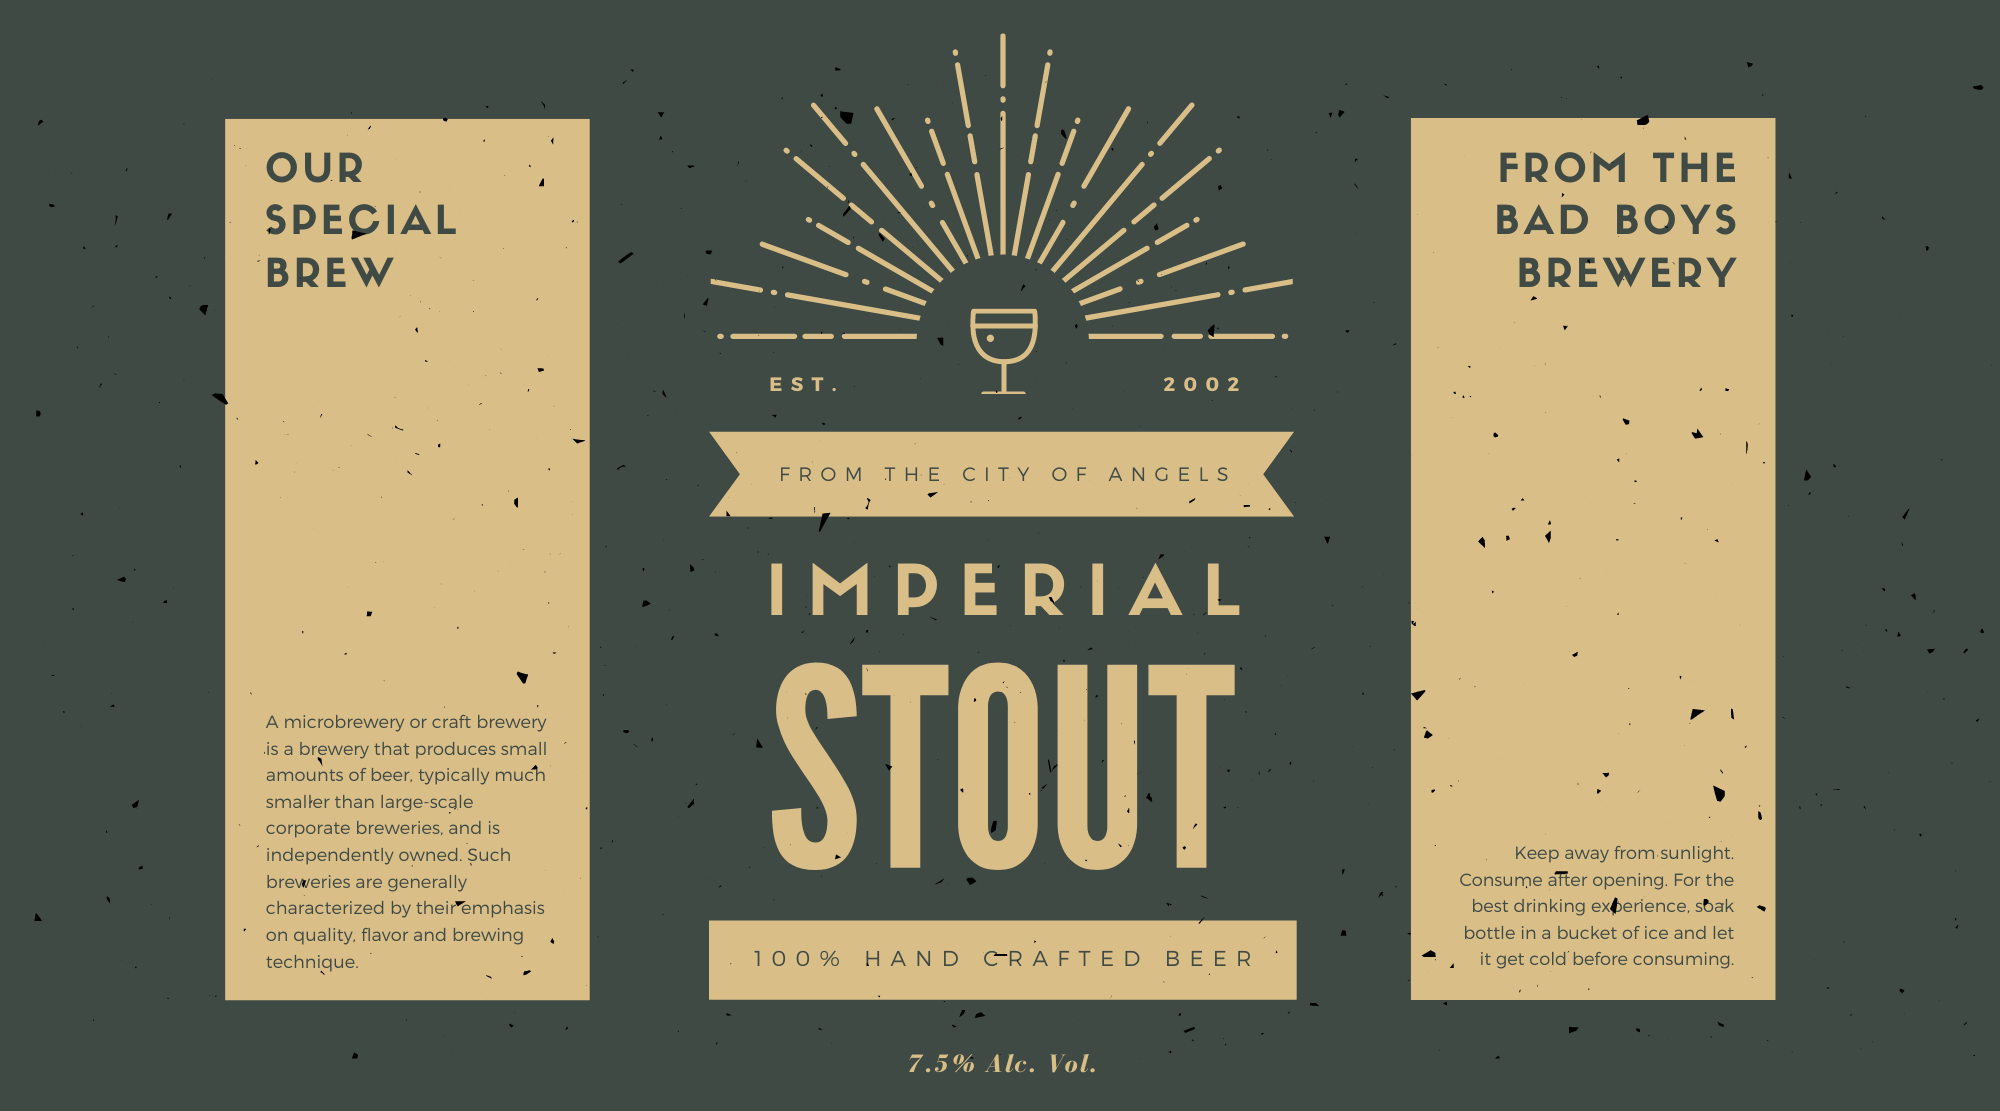 OUR
SPECIAL
BREW
A microbrewery or craft brewery
is a brewery that produces small
amounts of beer, typically much
smaller than large-scale
corporate breweries, and is
independently owned. Such
breweries are generally
characterized by their emphasis
on quality, flavor and brewing
technique.
EST. 2002
FROM THE CITY OF ANGELS
IMPERIAL
STOUT
100% HAND CRAFTED BEER
7.5% Alc. Vol.
FROM THE
BAD BOYS
BREWERY
Keep away from sunlight.
Consume after opening. For the
best drinking experience, soak
bottle in a bucket of ice and let
it get cold before consuming.